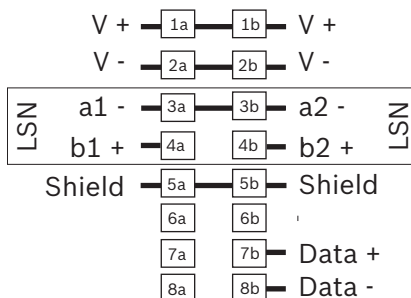 V + 1a 1b V +
V - 2a 2b V -
LSN a1 - 3a 3b a2 - LSN
b1 + 4a 4b b2 +
Shield 5a 5b Shield
6a 6b
7a 7b Data +
8a 8b Data -